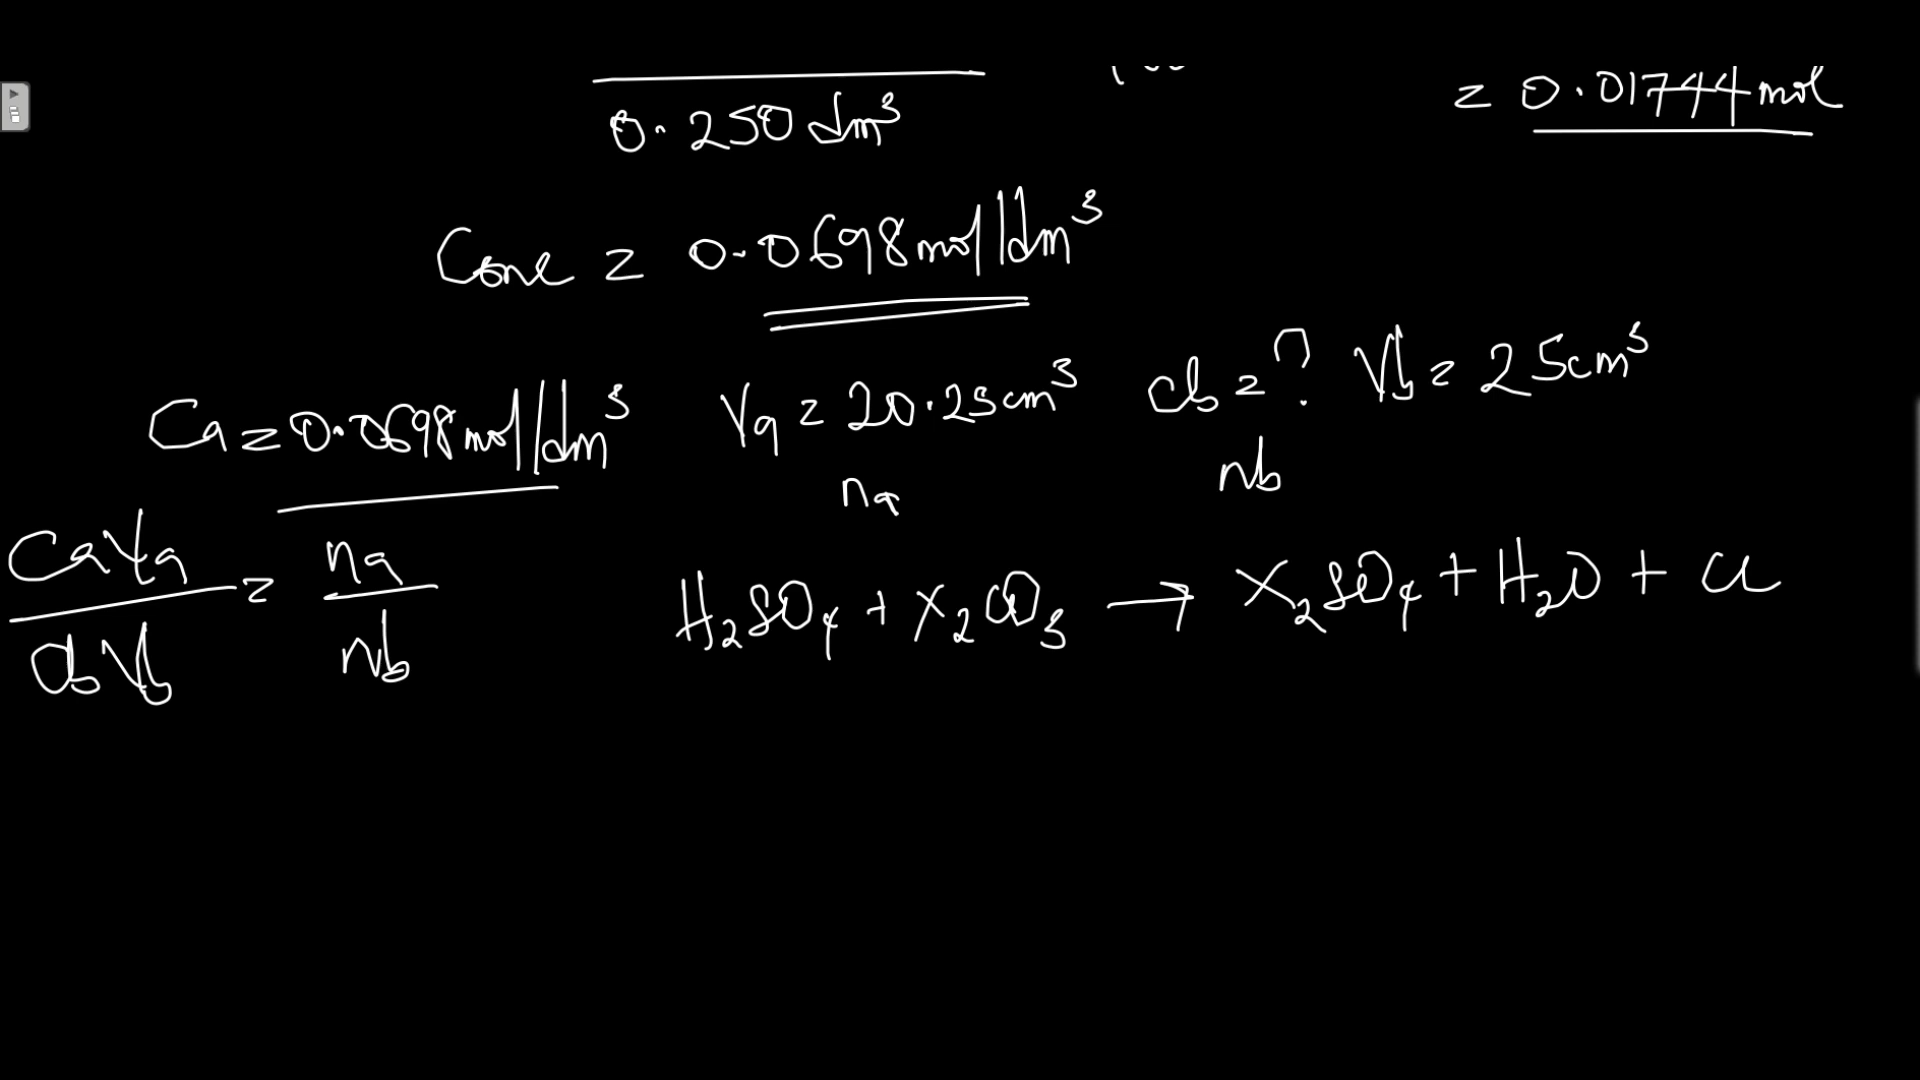 = 0.01744 mol
0.250 dm³
Conc = 0.0698 mol/dm³
Ca = 0.0698 mol/dm³ Va = 20.25 cm³ Cb = ? Vb = 25 cm³
na nb
CaVa/CbVb = na/nb
H₂SO₄ + X₂CO₃ → X₂SO₄ + H₂O + C